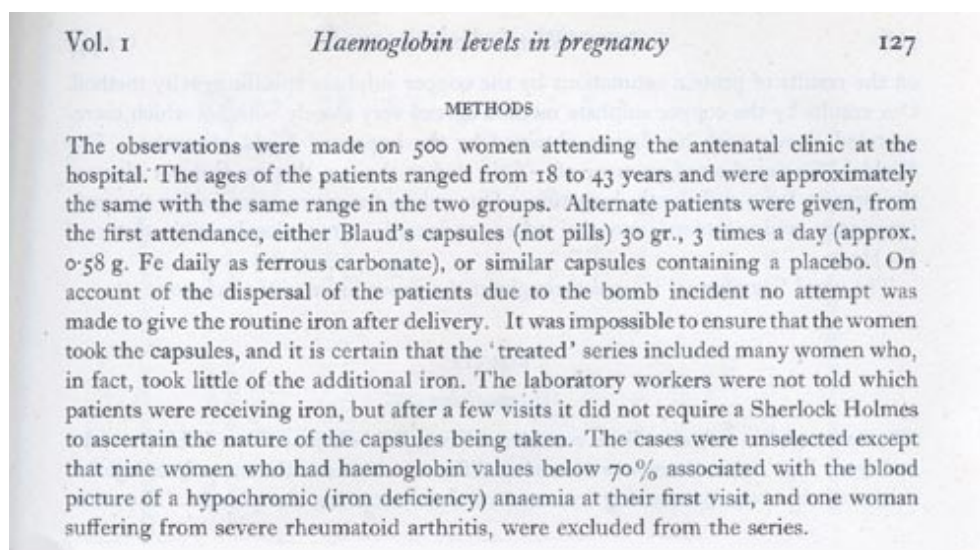 Vol. 1 Haemoglobin levels in pregnancy 127
METHODS
The observations were made on 500 women attending the antenatal clinic at the
hospital. The ages of the patients ranged from 18 to 43 years and were approximately
the same with the same range in the two groups. Alternate patients were given, from
the first attendance, either Blaud's capsules (not pills) 30 gr., 3 times a day (approx.
0·58 g. Fe daily as ferrous carbonate), or similar capsules containing a placebo. On
account of the dispersal of the patients due to the bomb incident no attempt was
made to give the routine iron after delivery. It was impossible to ensure that the women
took the capsules, and it is certain that the 'treated' series included many women who,
in fact, took little of the additional iron. The laboratory workers were not told which
patients were receiving iron, but after a few visits it did not require a Sherlock Holmes
to ascertain the nature of the capsules being taken. The cases were unselected except
that nine women who had haemoglobin values below 70% associated with the blood
picture of a hypochromic (iron deficiency) anaemia at their first visit, and one woman
suffering from severe rheumatoid arthritis, were excluded from the series.